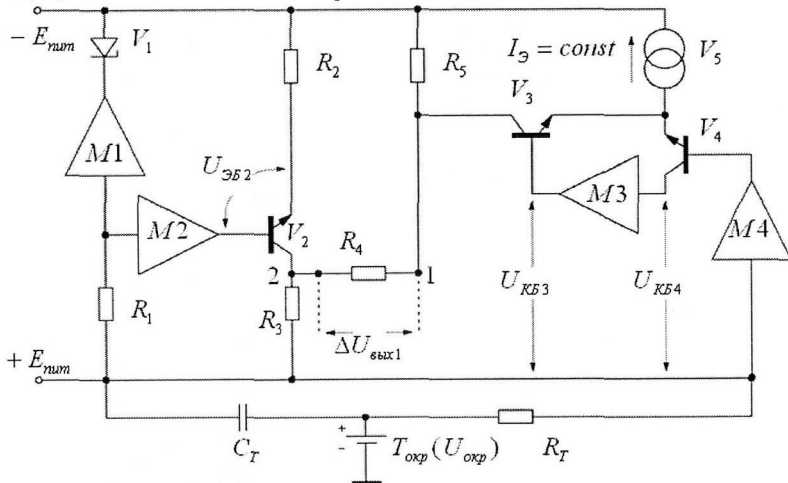 − E_пит
V_1
R_2
R_5
I_Э = const
V_5
V_3
V_4
M1
U_ЭБ2
M3
M2
V_2
R_4
M4
2
1
R_1
R_3
U_КБ3
U_КБ4
ΔU_вых1
+ E_пит
C_T
+
-
T_окр(U_окр)
R_T